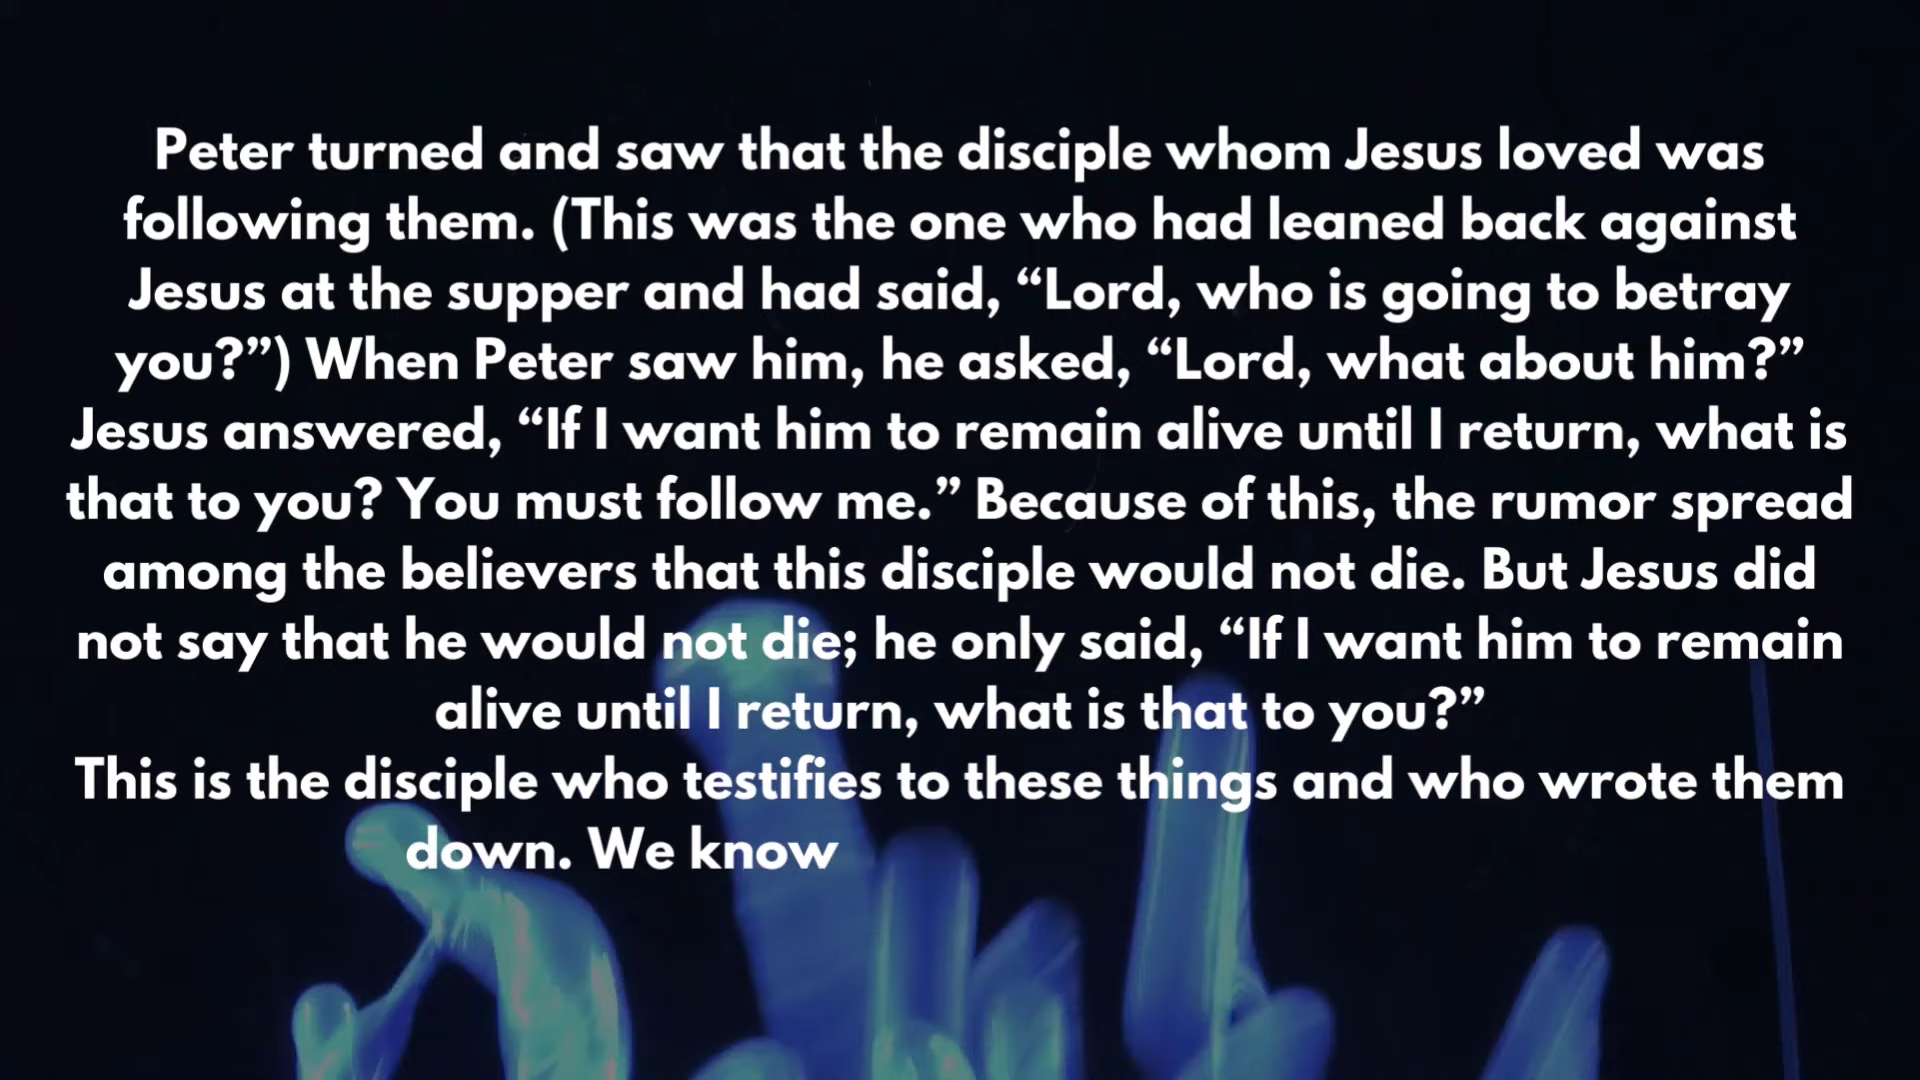 Peter turned and saw that the disciple whom Jesus loved was
following them. (This was the one who had leaned back against
Jesus at the supper and had said, “Lord, who is going to betray
you?”) When Peter saw him, he asked, “Lord, what about him?”
Jesus answered, “If I want him to remain alive until I return, what is
that to you? You must follow me.” Because of this, the rumor spread
among the believers that this disciple would not die. But Jesus did
not say that he would not die; he only said, “If I want him to remain
alive until I return, what is that to you?”
This is the disciple who testifies to these things and who wrote them
down. We know